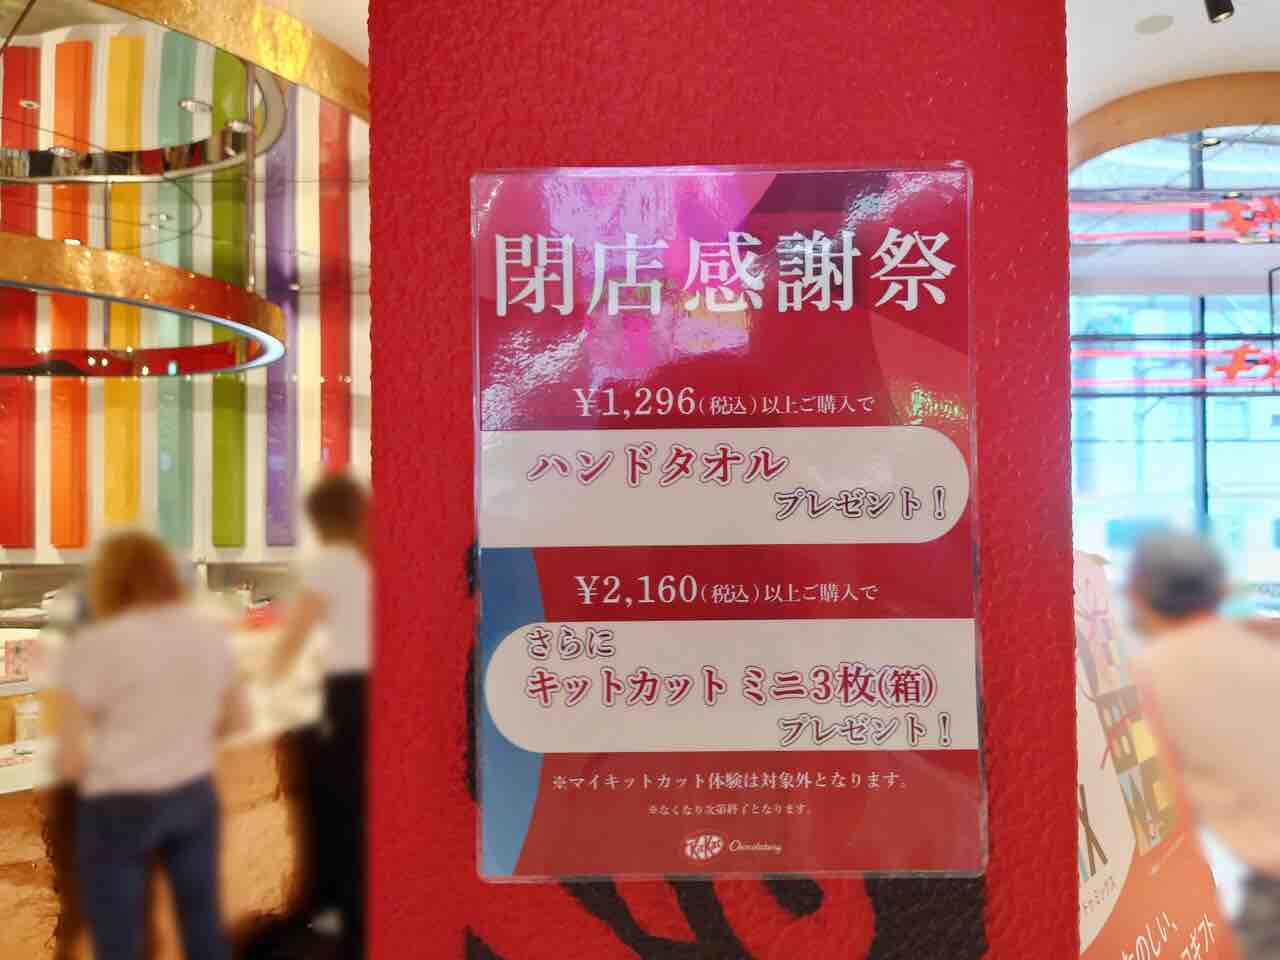 閉店感謝祭
¥1,296(税込)以上ご購入で
ハンドタオル
プレゼント!
¥2,160(税込)以上ご購入で
さらに
キットカット ミニ3枚(箱)
プレゼント!
※マイキットカット体験は対象外となります。
※なくなり次第終了となります。
KitKat Chocolatory